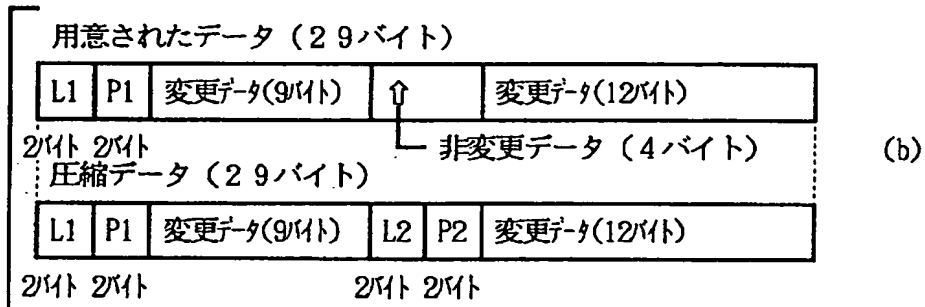 用意されたデータ（２９バイト）
L1 P1 変更データ(9バイト) 変更データ(12バイト)
2バイト 2バイト 非変更データ（４バイト） (b)
圧縮データ（２９バイト）
L1 P1 変更データ(9バイト) L2 P2 変更データ(12バイト)
2バイト 2バイト 2バイト 2バイト